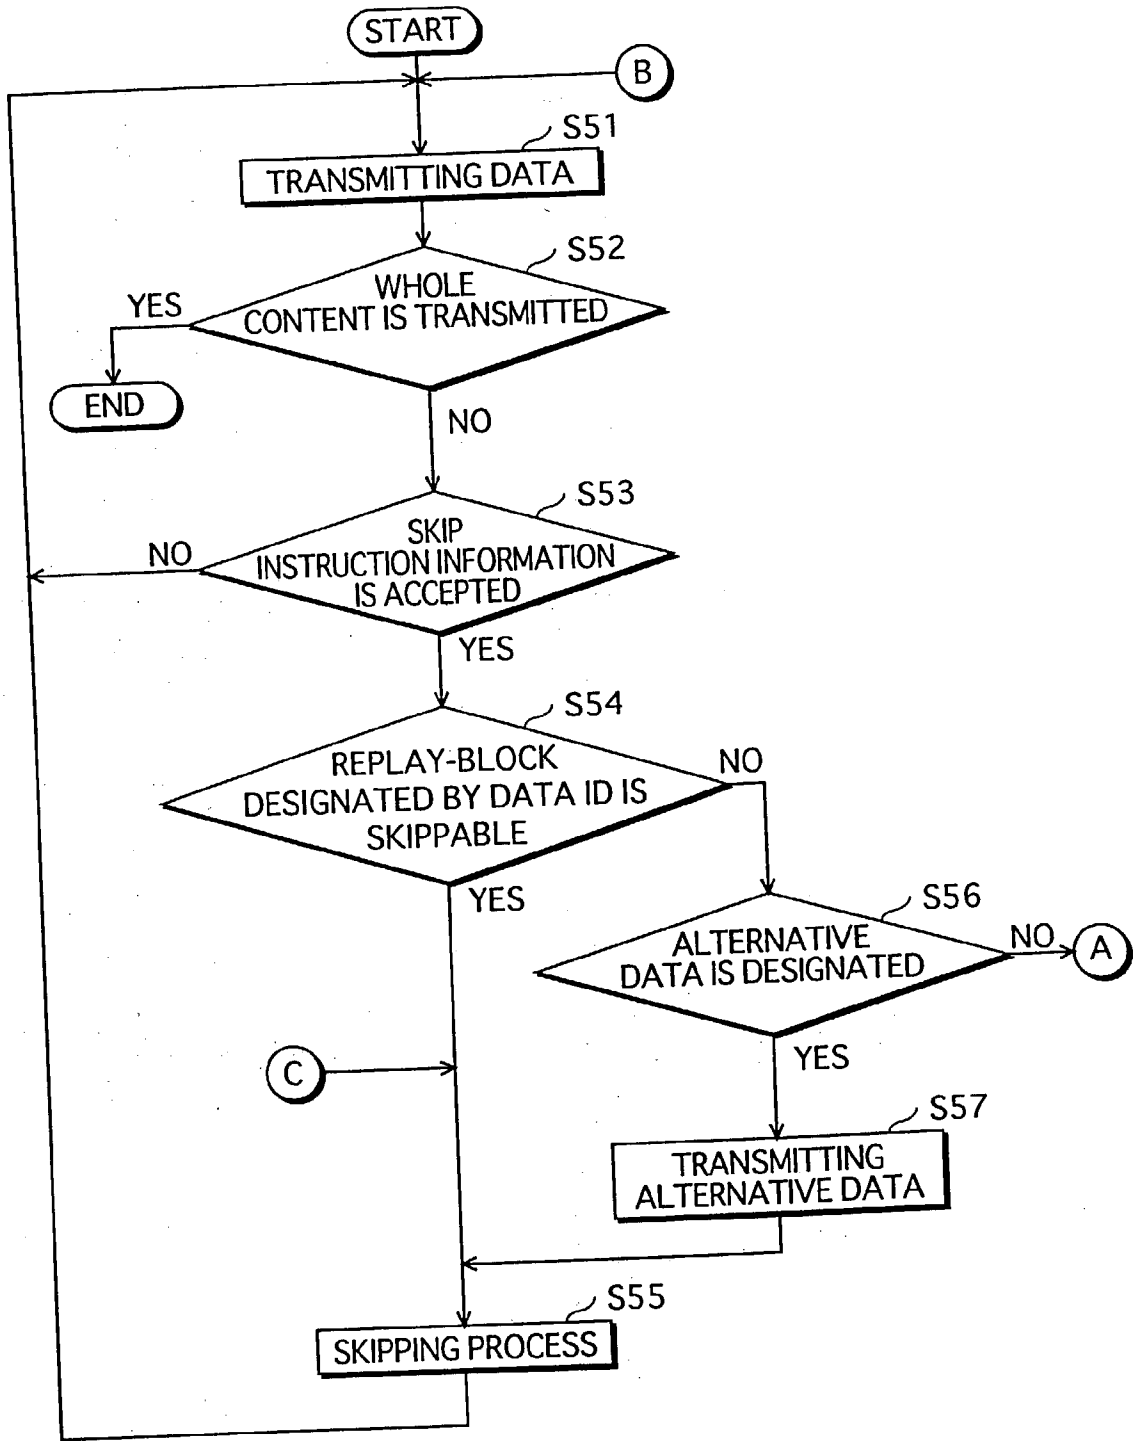 START
B
S51
TRANSMITTING DATA
S52
WHOLE
CONTENT IS TRANSMITTED
YES
END
NO
S53
SKIP
INSTRUCTION INFORMATION
IS ACCEPTED
NO
YES
S54
REPLAY-BLOCK
DESIGNATED BY DATA ID IS
SKIPPABLE
NO
YES
S56
ALTERNATIVE
DATA IS DESIGNATED
NO
A
YES
C
S57
TRANSMITTING
ALTERNATIVE DATA
S55
SKIPPING PROCESS